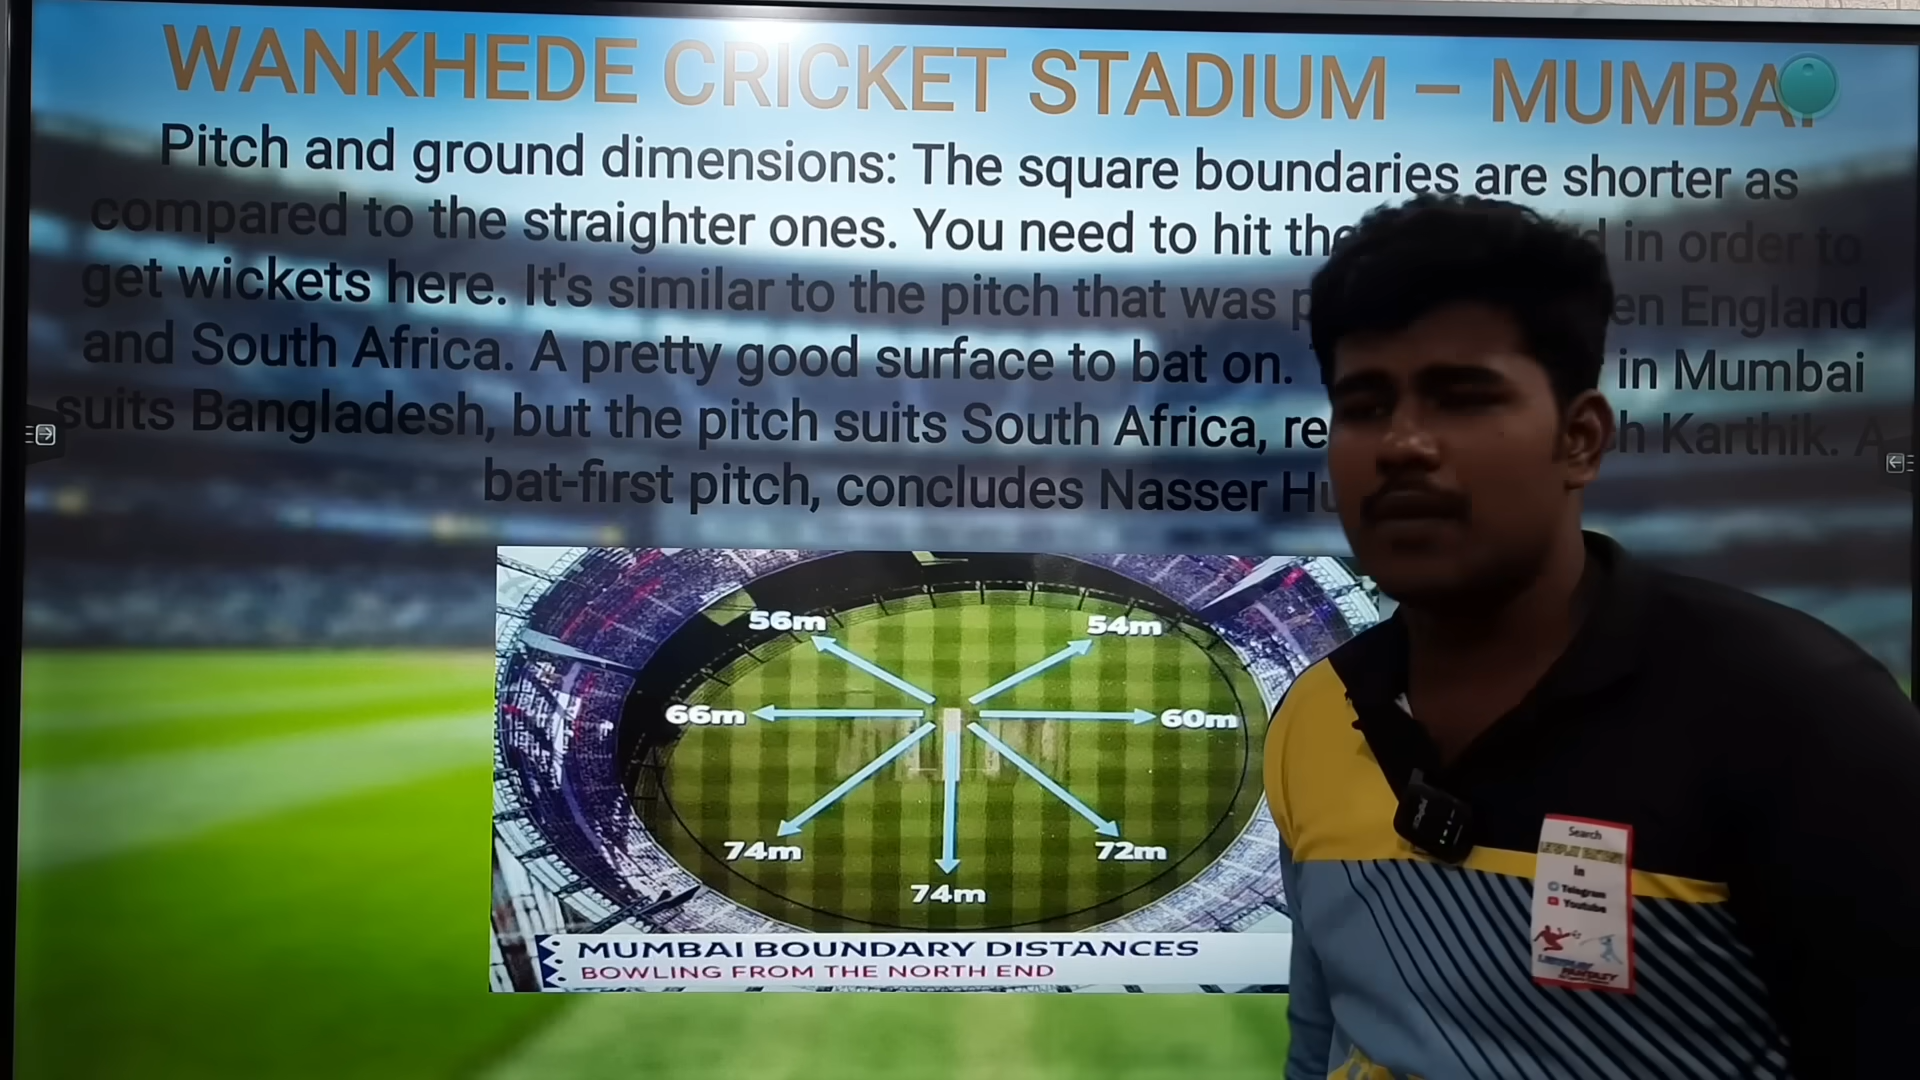 WANKHEDE CRICKET STADIUM – MUMBAI
Pitch and ground dimensions: The square boundaries are shorter as
compared to the straighter ones. You need to hit the in order to
get wickets here. It's similar to the pitch that was England
and South Africa. A pretty good surface to bat on. in Mumbai
suits Bangladesh, but the pitch suits South Africa, Karthik. A
bat-first pitch, concludes Nasser
56m
54m
66m
60m
74m
72m
74m
MUMBAI BOUNDARY DISTANCES
BOWLING FROM THE NORTH END
Search
in
Telegram
Youtube
FANTASY